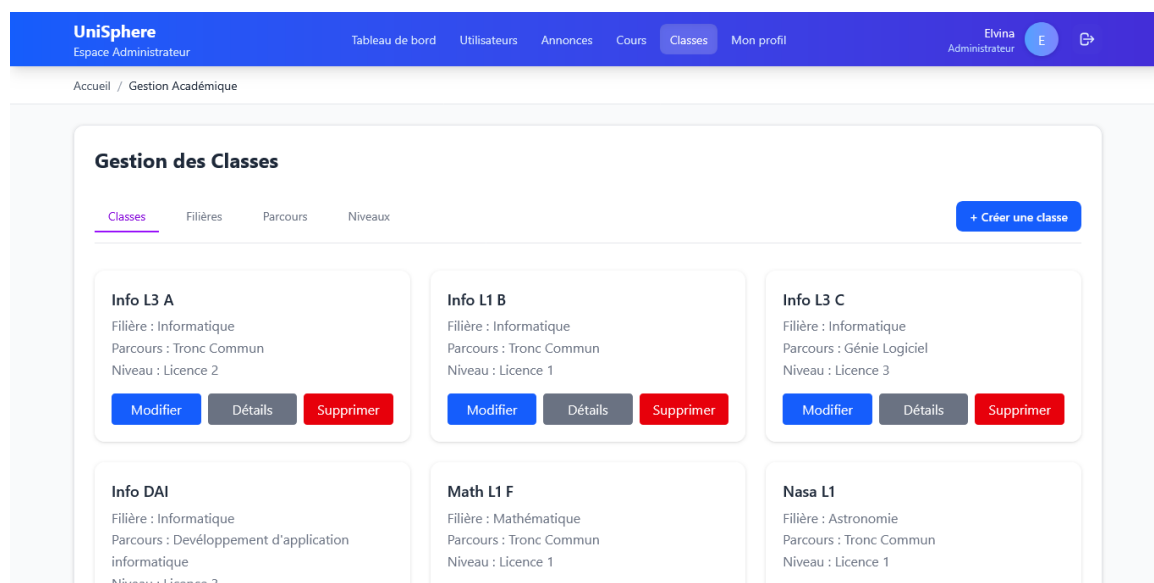 UniSphere
Espace Administrateur
Tableau de bord Utilisateurs Annonces Cours Classes Mon profil
Elvina
Administrateur
E
Accueil / Gestion Académique
Gestion des Classes
Classes Filières Parcours Niveaux
+ Créer une classe
Info L3 A
Filière : Informatique
Parcours : Tronc Commun
Niveau : Licence 2
Modifier Détails Supprimer
Info L1 B
Filière : Informatique
Parcours : Tronc Commun
Niveau : Licence 1
Modifier Détails Supprimer
Info L3 C
Filière : Informatique
Parcours : Génie Logiciel
Niveau : Licence 3
Modifier Détails Supprimer
Info DAI
Filière : Informatique
Parcours : Devéloppement d'application
informatique
Niveau : Licence 3
Math L1 F
Filière : Mathématique
Parcours : Tronc Commun
Niveau : Licence 1
Nasa L1
Filière : Astronomie
Parcours : Tronc Commun
Niveau : Licence 1